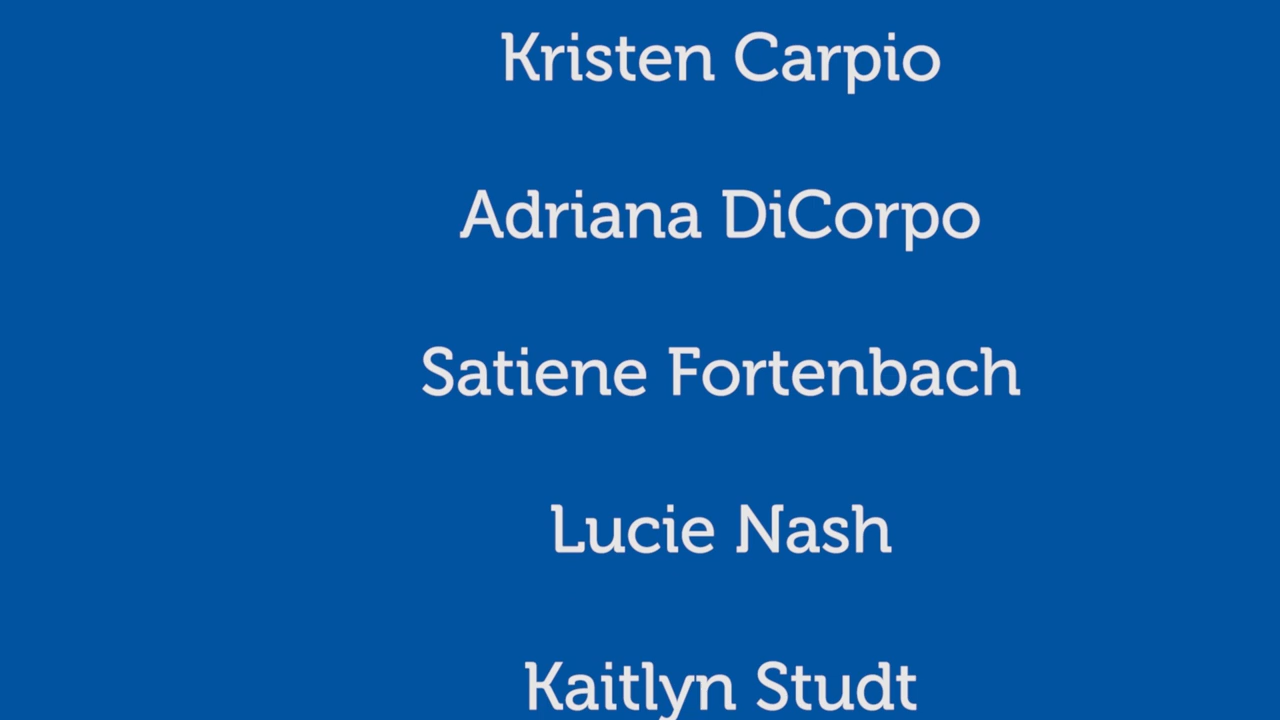 Kristen Carpio
Adriana DiCorpo
Satiene Fortenbach
Lucie Nash
Kaitlyn Studt